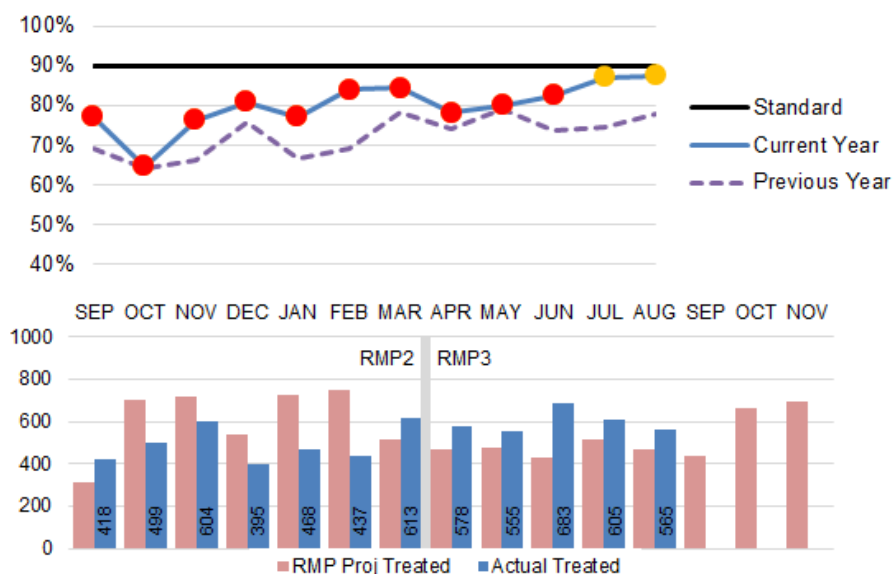 100%
90%
80%
70%
60%
50%
40%
Standard
Current Year
Previous Year
SEP OCT NOV DEC JAN FEB MAR APR MAY JUN JUL AUG SEP OCT NOV
1000
800
600
400
200
0
RMP2 RMP3
418 499 604 395 468 437 613 578 555 683 605 565
RMP Proj Treated Actual Treated